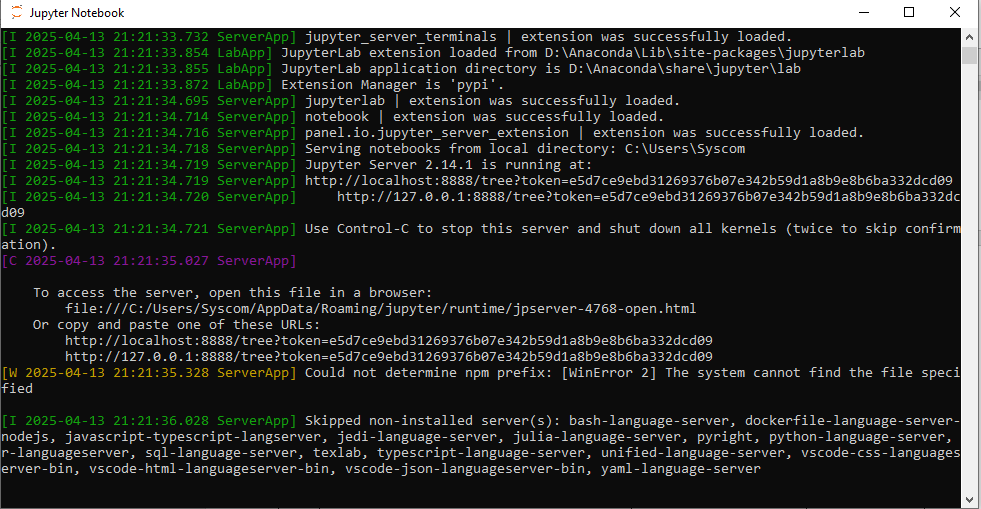 Jupyter Notebook
[I 2025-04-13 21:21:33.732 ServerApp] jupyter_server_terminals | extension was successfully loaded.
[I 2025-04-13 21:21:33.854 LabApp] JupyterLab extension loaded from D:\Anaconda\Lib\site-packages\jupyterlab
[I 2025-04-13 21:21:33.855 LabApp] JupyterLab application directory is D:\Anaconda\share\jupyter\lab
[I 2025-04-13 21:21:33.872 LabApp] Extension Manager is 'pypi'.
[I 2025-04-13 21:21:34.695 ServerApp] jupyterlab | extension was successfully loaded.
[I 2025-04-13 21:21:34.714 ServerApp] notebook | extension was successfully loaded.
[I 2025-04-13 21:21:34.716 ServerApp] panel.io.jupyter_server_extension | extension was successfully loaded.
[I 2025-04-13 21:21:34.718 ServerApp] Serving notebooks from local directory: C:\Users\Syscom
[I 2025-04-13 21:21:34.719 ServerApp] Jupyter Server 2.14.1 is running at:
[I 2025-04-13 21:21:34.719 ServerApp] http://localhost:8888/tree?token=e5d7ce9ebd31269376b07e342b59d1a8b9e8b6ba332dcd09
[I 2025-04-13 21:21:34.720 ServerApp]     http://127.0.0.1:8888/tree?token=e5d7ce9ebd31269376b07e342b59d1a8b9e8b6ba332dc
d09
[I 2025-04-13 21:21:34.721 ServerApp] Use Control-C to stop this server and shut down all kernels (twice to skip confirm
ation).
[C 2025-04-13 21:21:35.027 ServerApp]
To access the server, open this file in a browser:
file:///C:/Users/Syscom/AppData/Roaming/jupyter/runtime/jpserver-4768-open.html
Or copy and paste one of these URLs:
http://localhost:8888/tree?token=e5d7ce9ebd31269376b07e342b59d1a8b9e8b6ba332dcd09
http://127.0.0.1:8888/tree?token=e5d7ce9ebd31269376b07e342b59d1a8b9e8b6ba332dcd09
[W 2025-04-13 21:21:35.328 ServerApp] Could not determine npm prefix: [WinError 2] The system cannot find the file speci
fied
[I 2025-04-13 21:21:36.028 ServerApp] Skipped non-installed server(s): bash-language-server, dockerfile-language-server-
nodejs, javascript-typescript-langserver, jedi-language-server, julia-language-server, pyright, python-language-server,
r-languageserver, sql-language-server, texlab, typescript-language-server, unified-language-server, vscode-css-languages
erver-bin, vscode-html-languageserver-bin, vscode-json-languageserver-bin, yaml-language-server